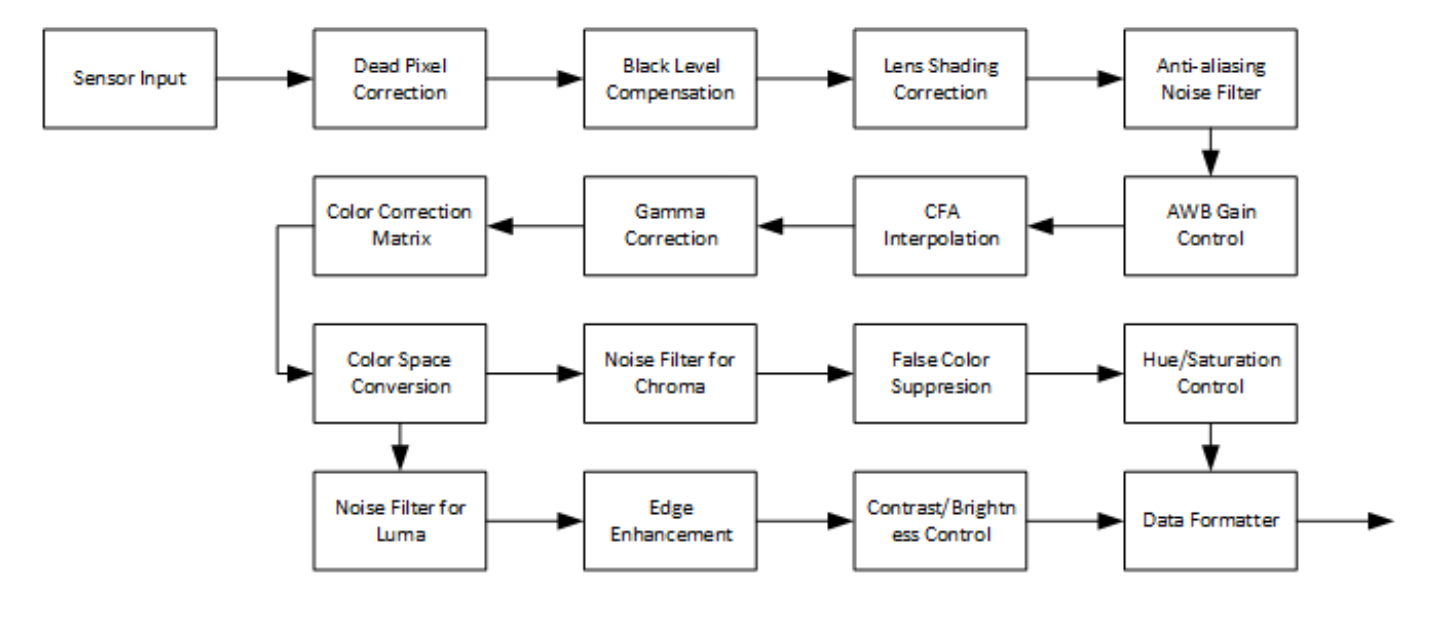 Sensor Input
Dead Pixel
Correction
Black Level
Compensation
Lens Shading
Correction
Anti-aliasing
Noise Filter
Color Correction
Matrix
Gamma
Correction
CFA
Interpolation
AWB Gain
Control
Color Space
Conversion
Noise Filter for
Chroma
False Color
Suppresion
Hue/Saturation
Control
Noise Filter for
Luma
Edge
Enhancement
Contrast/Brightn
ess Control
Data Formatter